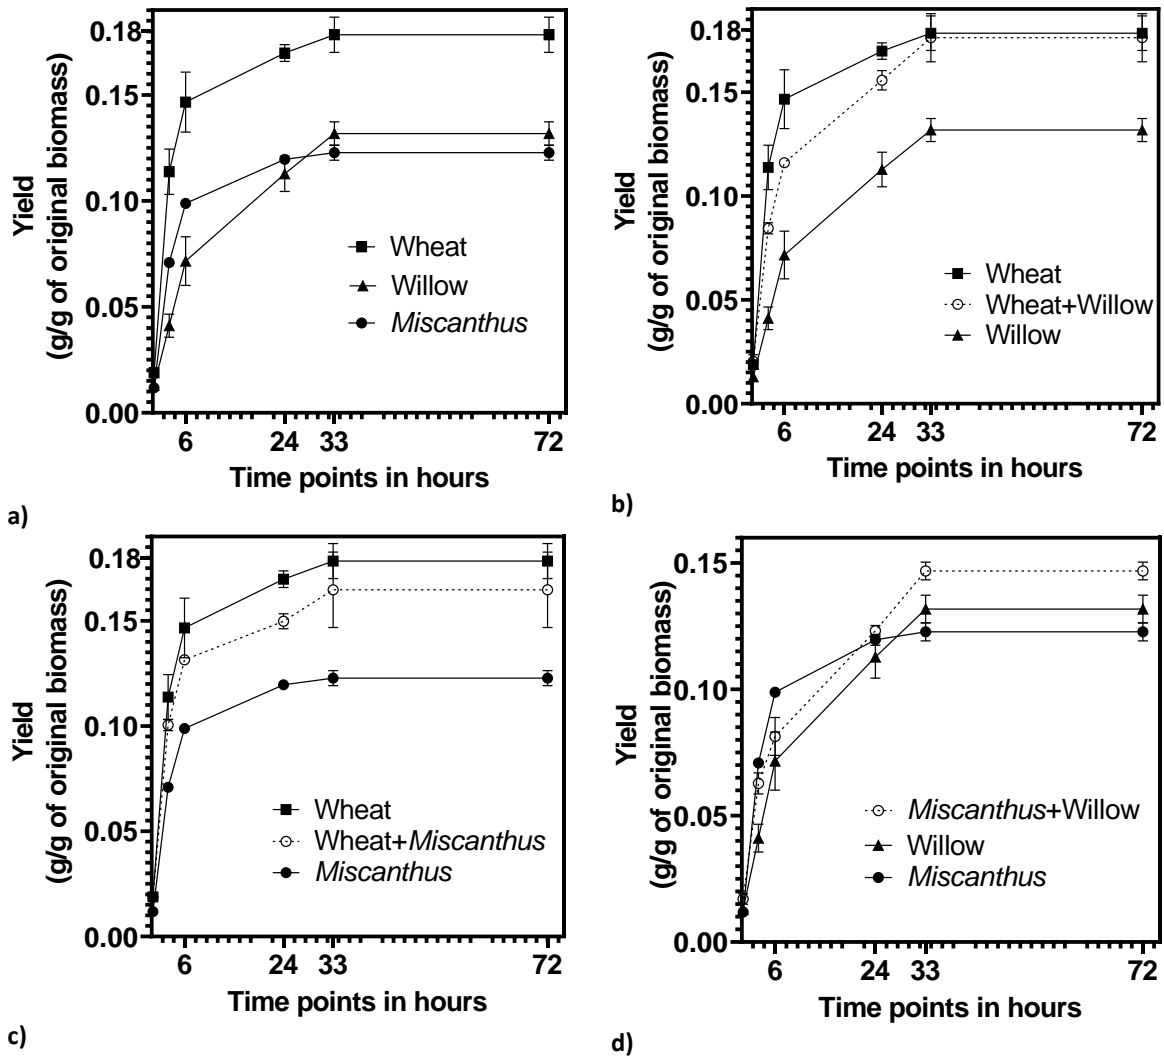 0.18
0.15
0.10
0.05
0.00
Yield
(g/g of original biomass)
Wheat
Willow
Miscanthus
6 24 33 72
Time points in hours
a)
0.18
0.15
0.10
0.05
0.00
Yield
(g/g of original biomass)
Wheat
Wheat+Willow
Willow
6 24 33 72
Time points in hours
b)
0.18
0.15
0.10
0.05
0.00
Yield
(g/g of original biomass)
Wheat
Wheat+Miscanthus
Miscanthus
6 24 33 72
Time points in hours
c)
0.15
0.10
0.05
0.00
Yield
(g/g of original biomass)
Miscanthus+Willow
Willow
Miscanthus
6 24 33 72
Time points in hours
d)